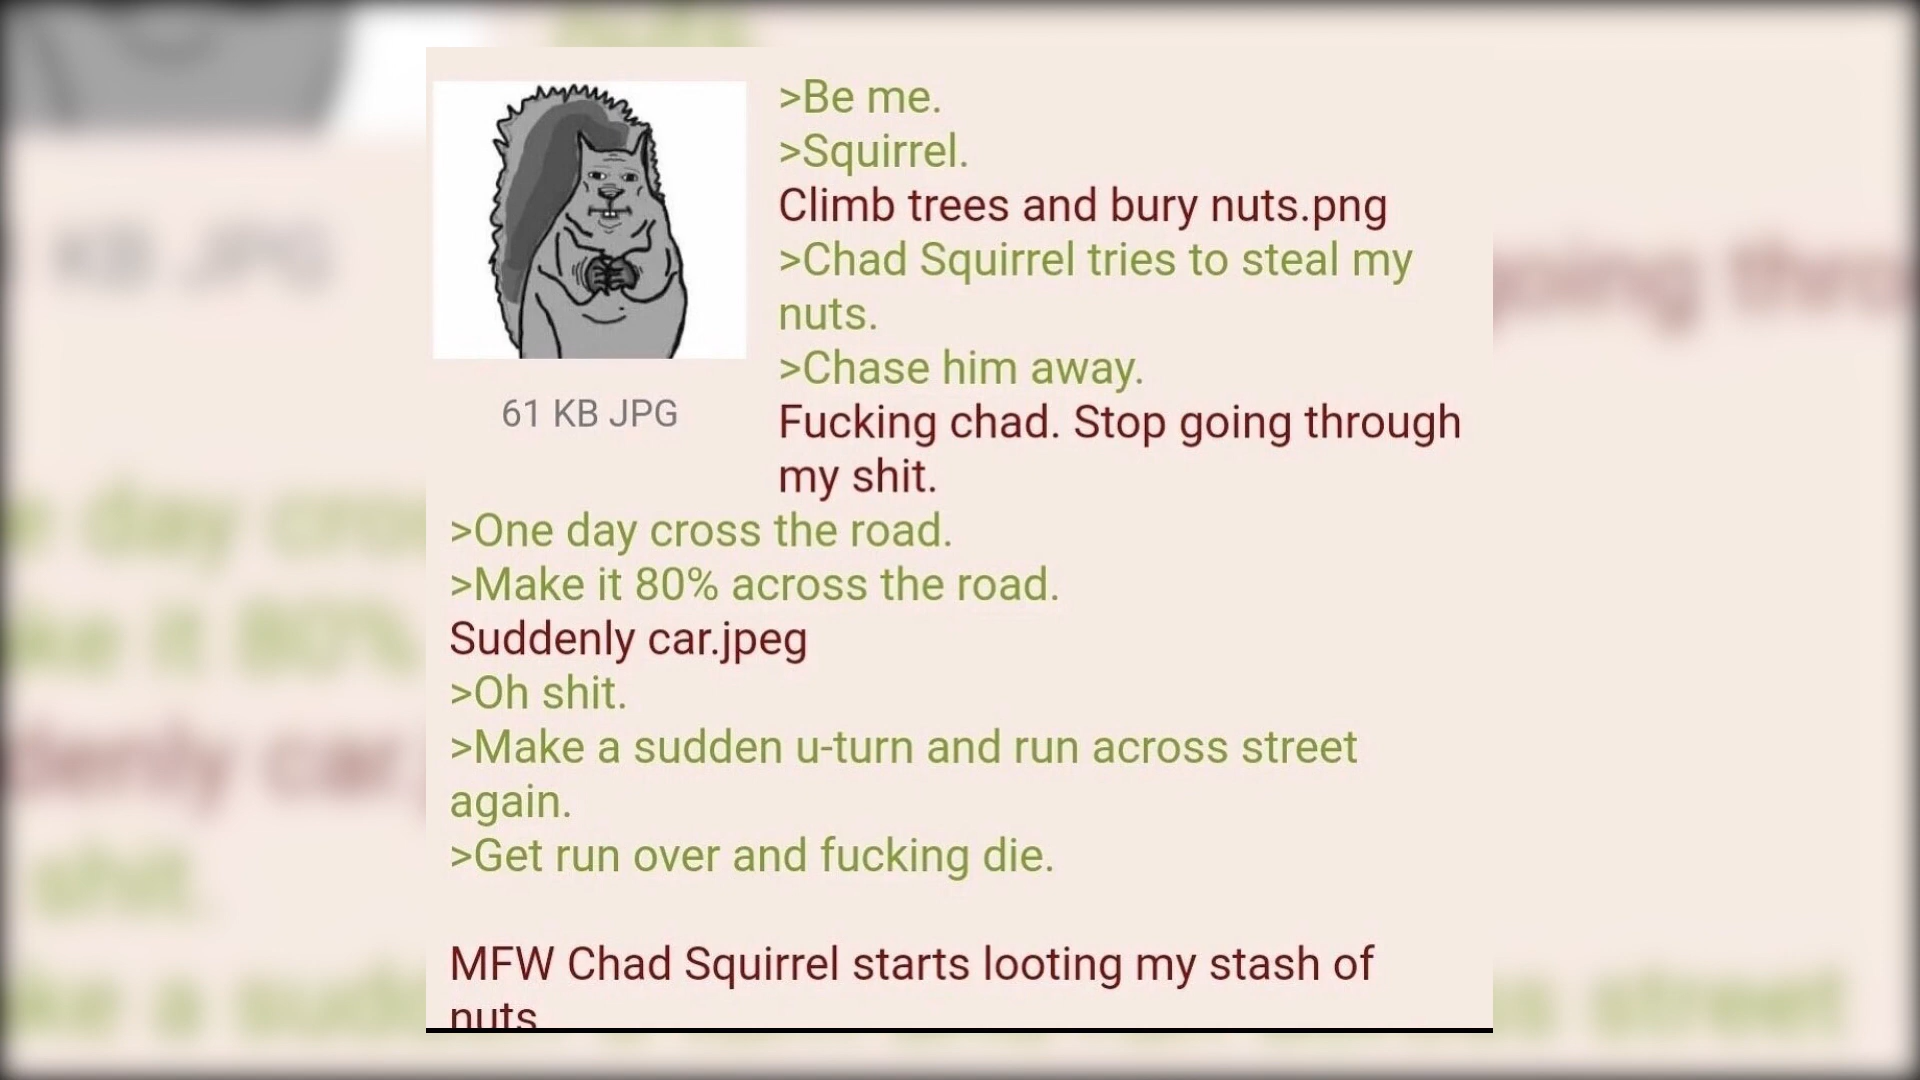 >Be me.
>Squirrel.
Climb trees and bury nuts.png
>Chad Squirrel tries to steal my
nuts.
>Chase him away.
Fucking chad. Stop going through
my shit.
61 KB JPG
>One day cross the road.
>Make it 80% across the road.
Suddenly car.jpeg
>Oh shit.
>Make a sudden u-turn and run across street
again.
>Get run over and fucking die.
MFW Chad Squirrel starts looting my stash of
nuts